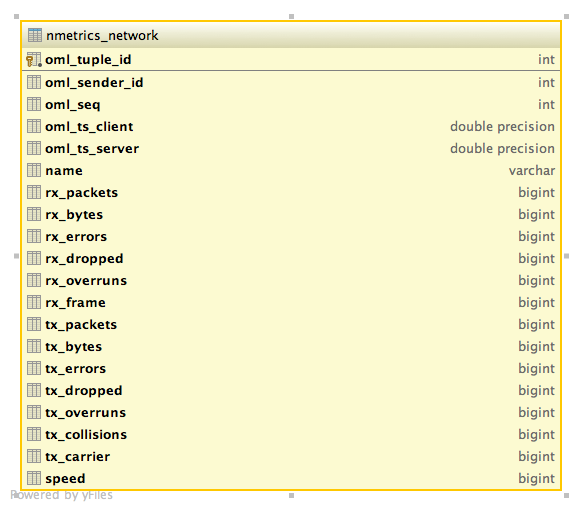 nmetrics_network
oml_tuple_id int
oml_sender_id int
oml_seq int
oml_ts_client double precision
oml_ts_server double precision
name varchar
rx_packets bigint
rx_bytes bigint
rx_errors bigint
rx_dropped bigint
rx_overruns bigint
rx_frame bigint
tx_packets bigint
tx_bytes bigint
tx_errors bigint
tx_dropped bigint
tx_overruns bigint
tx_collisions bigint
tx_carrier bigint
speed bigint
Powered by yFiles